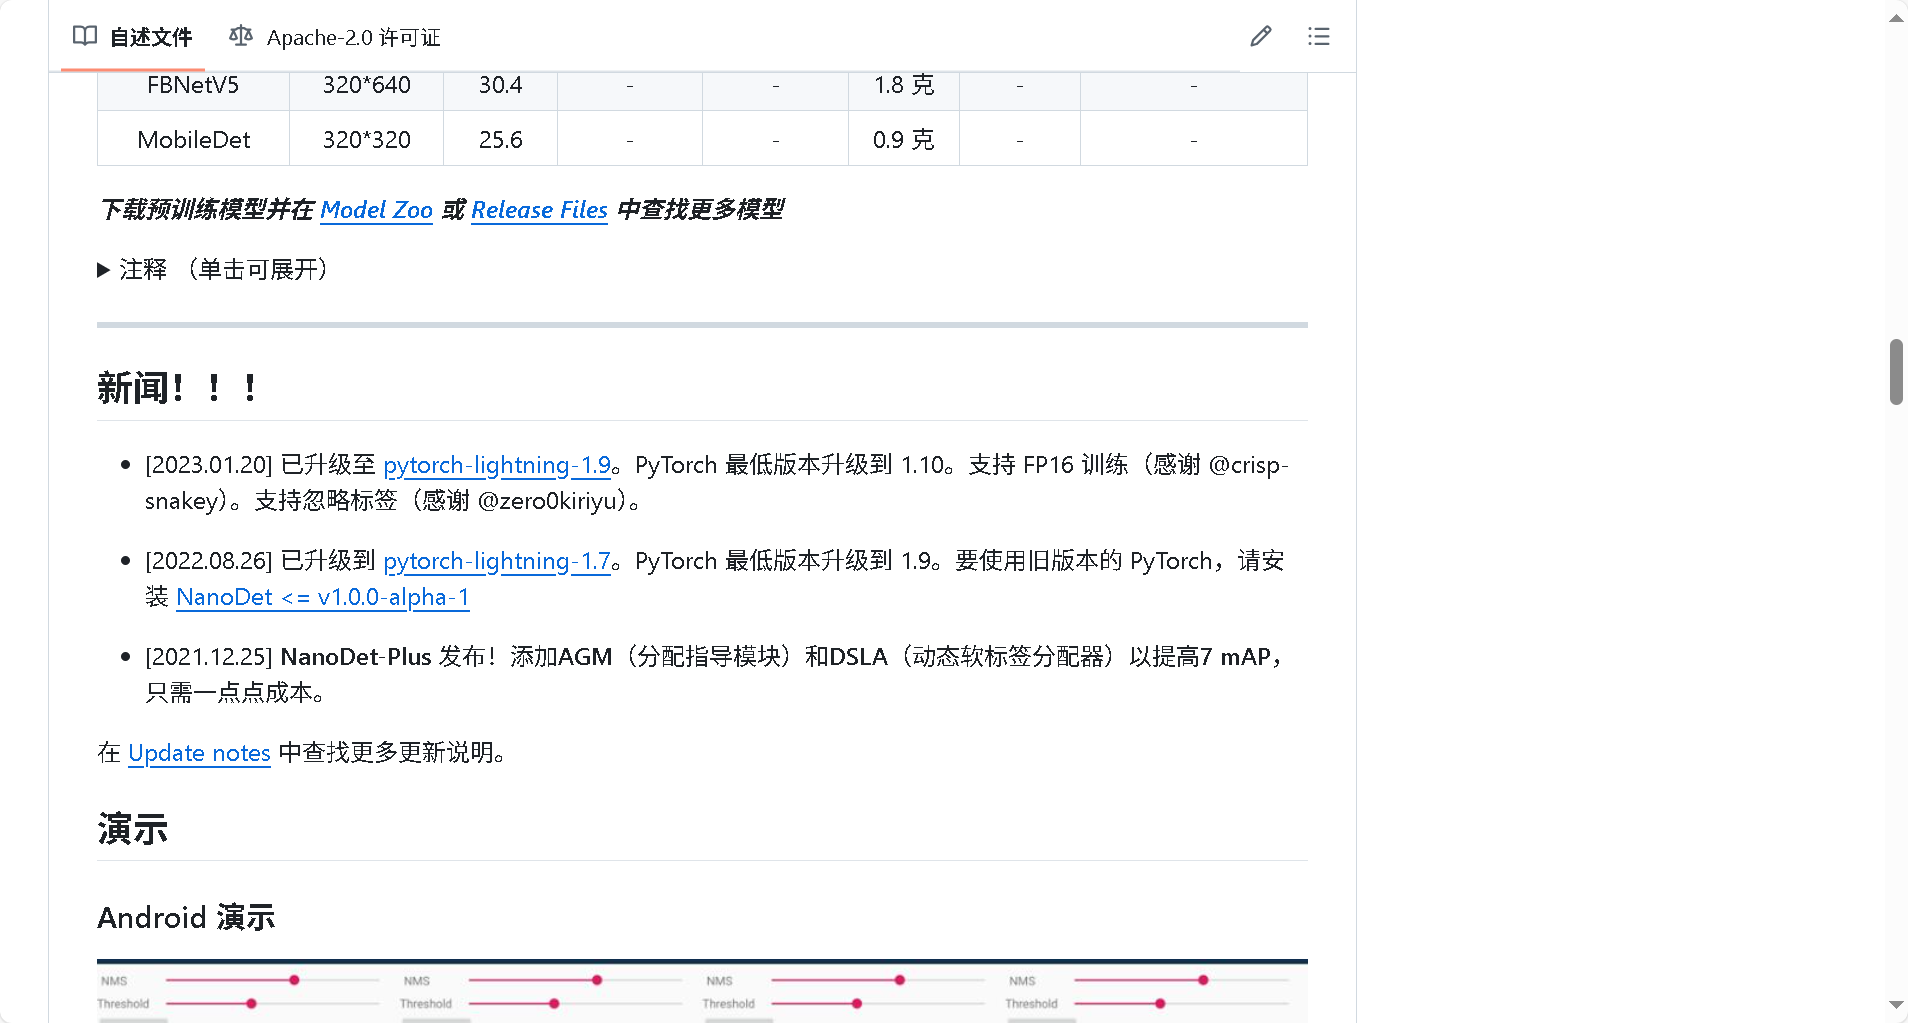 自述文件 Apache-2.0 许可证
FBNetV5 320*640 30.4 - - 1.8 克 - -
MobileDet 320*320 25.6 - - 0.9 克 - -
下载预训练模型并在 Model Zoo 或 Release Files 中查找更多模型
▶ 注释 （单击可展开）
新闻！！！
• [2023.01.20] 已升级至 pytorch-lightning-1.9。PyTorch 最低版本升级到 1.10。支持 FP16 训练（感谢 @crisp-
snakey）。支持忽略标签（感谢 @zero0kiriyu）。
• [2022.08.26] 已升级到 pytorch-lightning-1.7。PyTorch 最低版本升级到 1.9。要使用旧版本的 PyTorch，请安
装 NanoDet <= v1.0.0-alpha-1
• [2021.12.25] NanoDet-Plus 发布！添加AGM（分配指导模块）和DSLA（动态软标签分配器）以提高7 mAP，
只需一点点成本。
在 Update notes 中查找更多更新说明。
演示
Android 演示
NMS NMS NMS NMS
Threshold Threshold Threshold Threshold